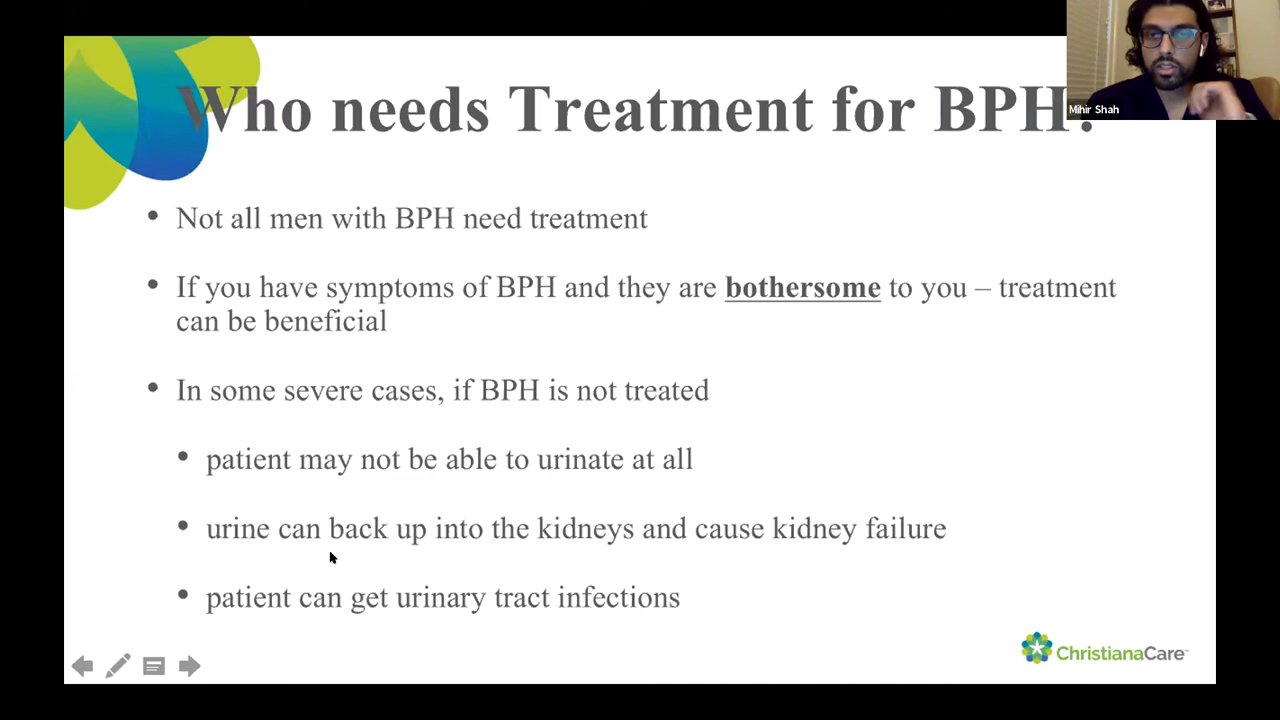 Who needs Treatment for BPH?
Mihir Shah
• Not all men with BPH need treatment
• If you have symptoms of BPH and they are bothersome to you – treatment
can be beneficial
• In some severe cases, if BPH is not treated
• patient may not be able to urinate at all
• urine can back up into the kidneys and cause kidney failure
• patient can get urinary tract infections
ChristianaCare™